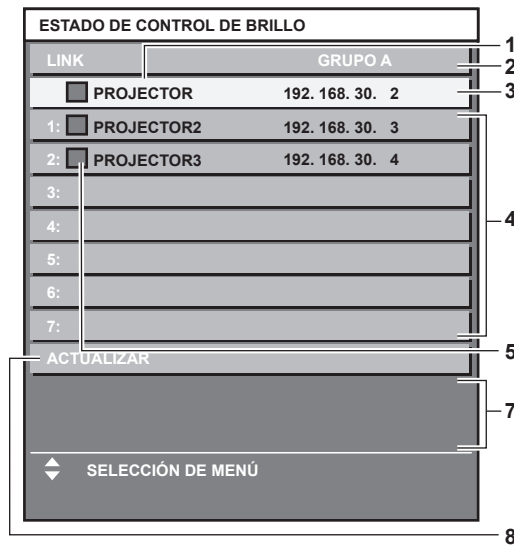 ESTADO DE CONTROL DE BRILLO
LINK GRUPO A
PROJECTOR 192. 168. 30. 2
1: PROJECTOR2 192. 168. 30. 3
2: PROJECTOR3 192. 168. 30. 4
3:
4:
5:
6:
7:
ACTUALIZAR
SELECCIÓN DE MENÚ
1
2
3
4
5
7
8